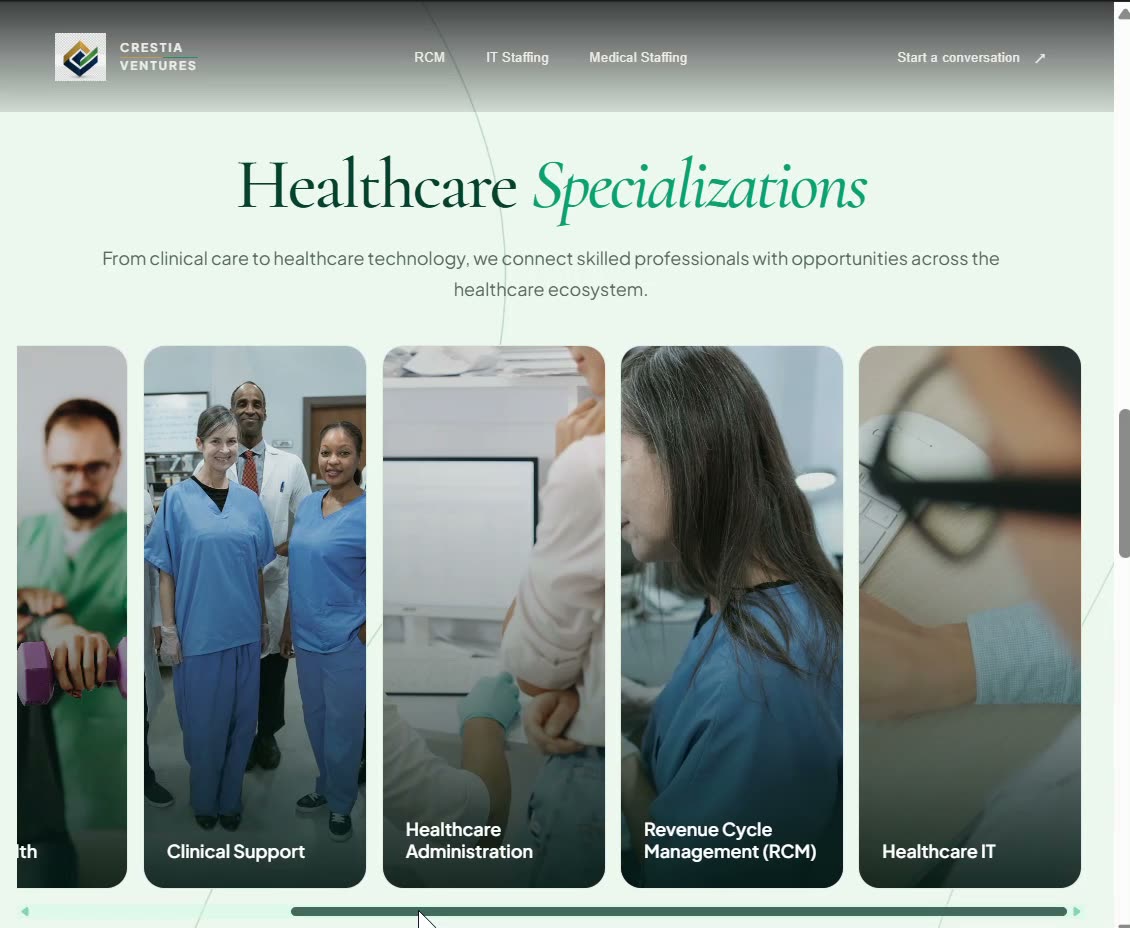 CRESTIA
VENTURES
RCM
IT Staffing
Medical Staffing
Start a conversation ↗
Healthcare Specializations
From clinical care to healthcare technology, we connect skilled professionals with opportunities across the
healthcare ecosystem.
lth
Clinical Support
Healthcare
Administration
Revenue Cycle
Management (RCM)
Healthcare IT